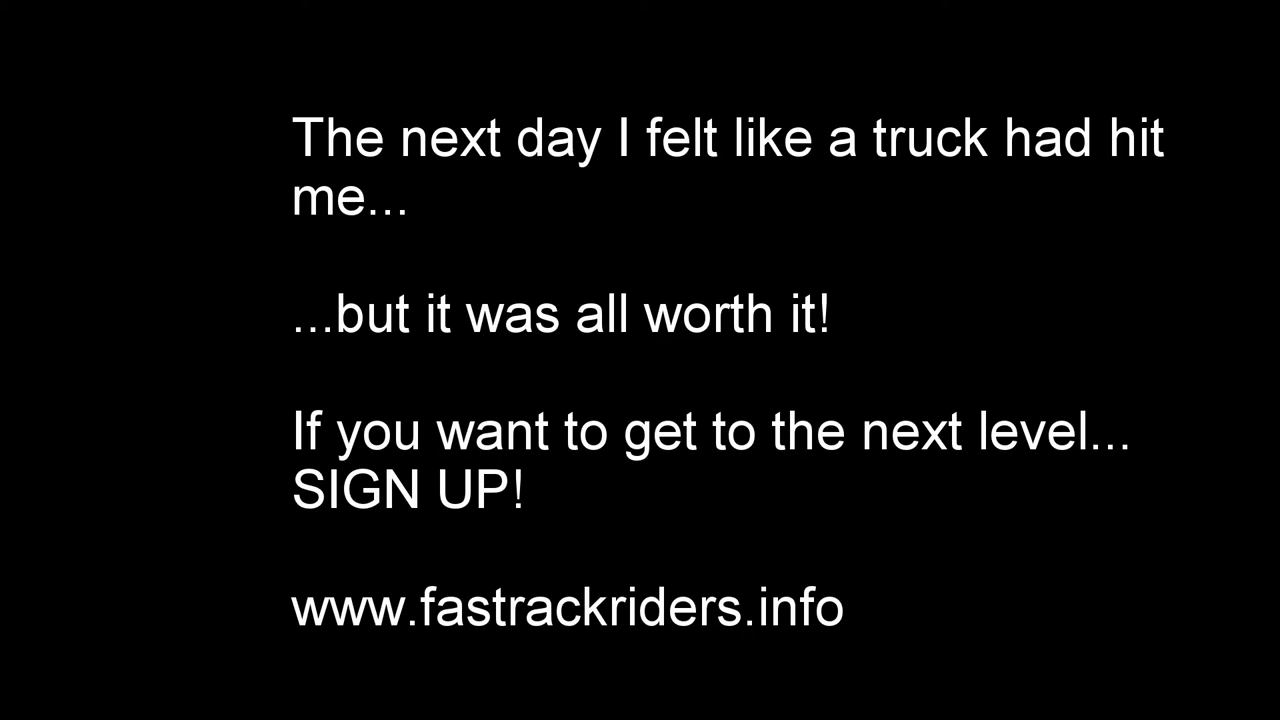 The next day I felt like a truck had hit
me...
...but it was all worth it!
If you want to get to the next level...
SIGN UP!
www.fastrackriders.info